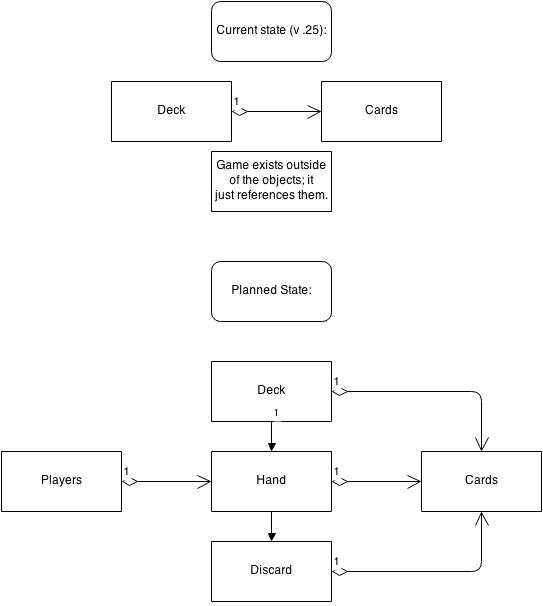 Current state (v .25):
1
Deck
Cards
Game exists outside
of the objects; it
just references them.
Planned State:
Deck
1
1
Players
1
Hand
1
Cards
Discard
1